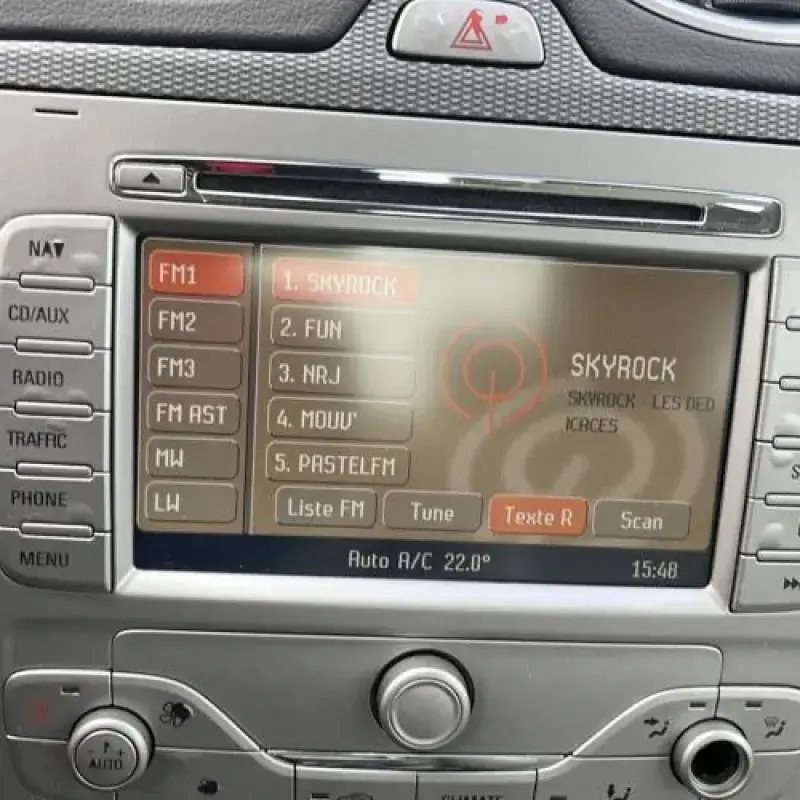 NAV
CD/AUX
RADIO
TRAFFIC
PHONE
MENU
FM1
FM2
FM3
FM AST
MW
LW
1. SKYROCK
2. FUN
3. NRJ
4. MOUV'
5. PASTELFM
SKYROCK
SKYROCK - LES DED
ICACES
Liste FM
Tune
Texte R
Scan
Auto A/C 22.0°
15:48
- +
AUTO
CLIMATE